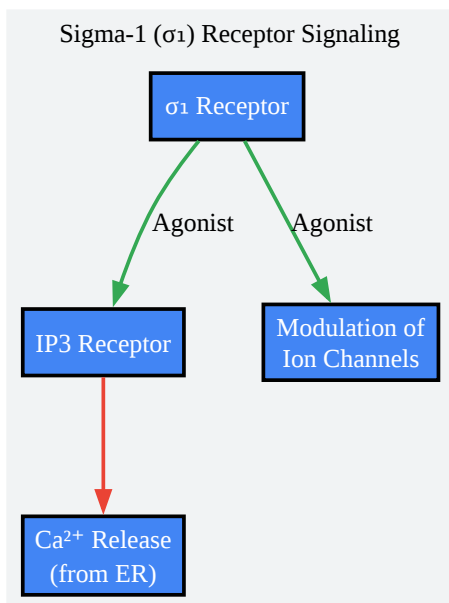 Sigma-1 (σ₁) Receptor Signaling
σ₁ Receptor
Agonist
Agonist
IP3 Receptor
Modulation of
Ion Channels
Ca²⁺ Release
(from ER)